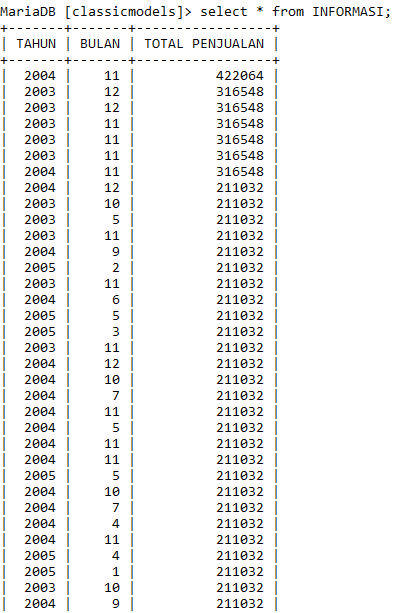 MariaDB [classicmodels]> select * from INFORMASI;
+-------+-------+-----------------+
| TAHUN | BULAN | TOTAL PENJUALAN |
+-------+-------+-----------------+
|  2004 |    11 |          422064 |
|  2003 |    12 |          316548 |
|  2003 |    12 |          316548 |
|  2003 |    11 |          316548 |
|  2003 |    11 |          316548 |
|  2003 |    11 |          316548 |
|  2004 |    11 |          316548 |
|  2004 |    12 |          211032 |
|  2003 |    10 |          211032 |
|  2003 |     5 |          211032 |
|  2003 |    11 |          211032 |
|  2004 |     9 |          211032 |
|  2005 |     2 |          211032 |
|  2003 |    11 |          211032 |
|  2004 |     6 |          211032 |
|  2005 |     5 |          211032 |
|  2005 |     3 |          211032 |
|  2003 |    11 |          211032 |
|  2004 |    12 |          211032 |
|  2004 |    10 |          211032 |
|  2004 |     7 |          211032 |
|  2004 |    11 |          211032 |
|  2004 |     5 |          211032 |
|  2004 |    11 |          211032 |
|  2004 |    11 |          211032 |
|  2005 |     5 |          211032 |
|  2004 |    10 |          211032 |
|  2004 |     7 |          211032 |
|  2004 |     4 |          211032 |
|  2004 |    11 |          211032 |
|  2005 |     4 |          211032 |
|  2005 |     1 |          211032 |
|  2003 |    10 |          211032 |
|  2004 |     9 |          211032 |